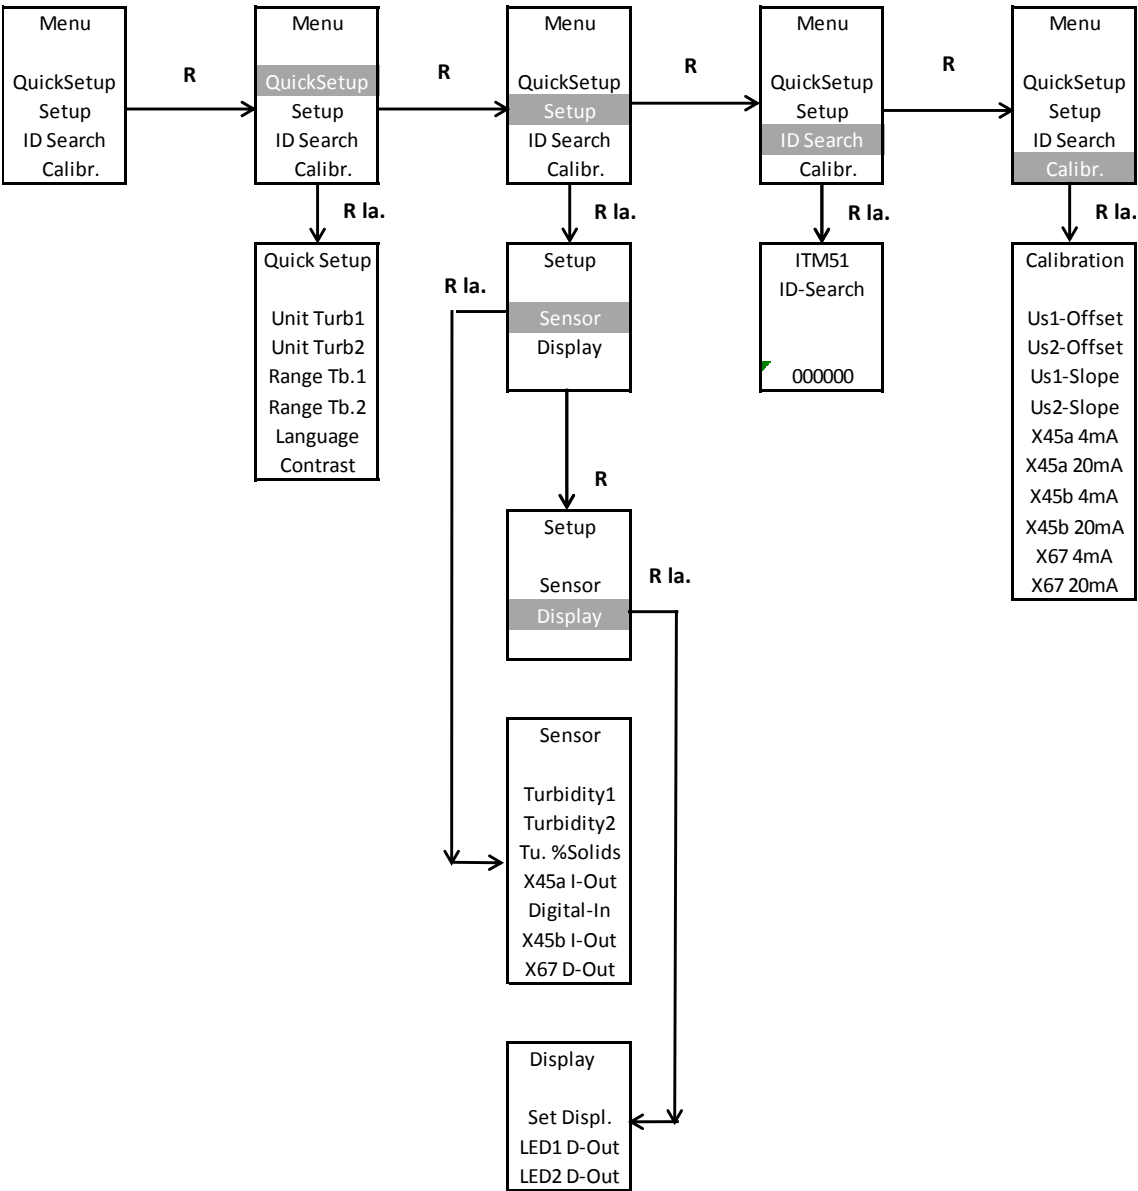 Menu
QuickSetup
Setup
ID Search
Calibr.
R
Menu
QuickSetup
Setup
ID Search
Calibr.
R
Menu
QuickSetup
Setup
ID Search
Calibr.
R
Menu
QuickSetup
Setup
ID Search
Calibr.
R
Menu
QuickSetup
Setup
ID Search
Calibr.
R la.
Quick Setup
Unit Turb1
Unit Turb2
Range Tb.1
Range Tb.2
Language
Contrast
R la.
Setup
Sensor
Display
R la.
R
Setup
Sensor
Display
R la.
Sensor
Turbidity1
Turbidity2
Tu. %Solids
X45a I-Out
Digital-In
X45b I-Out
X67 D-Out
Display
Set Displ.
LED1 D-Out
LED2 D-Out
R la.
ITM51
ID-Search
000000
R la.
Calibration
Us1-Offset
Us2-Offset
Us1-Slope
Us2-Slope
X45a 4mA
X45a 20mA
X45b 4mA
X45b 20mA
X67 4mA
X67 20mA